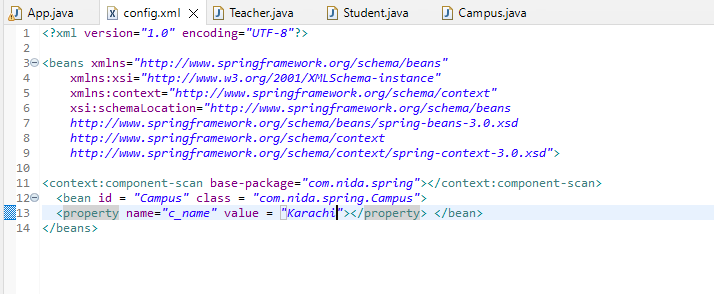 App.java config.xml Teacher.java Student.java Campus.java
1 <?xml version="1.0" encoding="UTF-8"?>
2
3 <beans xmlns="http://www.springframework.org/schema/beans"
4 xmlns:xsi="http://www.w3.org/2001/XMLSchema-instance"
5 xmlns:context="http://www.springframework.org/schema/context"
6 xsi:schemaLocation="http://www.springframework.org/schema/beans
7 http://www.springframework.org/schema/beans/spring-beans-3.0.xsd
8 http://www.springframework.org/schema/context
9 http://www.springframework.org/schema/context/spring-context-3.0.xsd">
10
11 <context:component-scan base-package="com.nida.spring"></context:component-scan>
12 <bean id = "Campus" class = "com.nida.spring.Campus">
13 <property name="c_name" value = "Karachi"></property> </bean>
14 </beans>